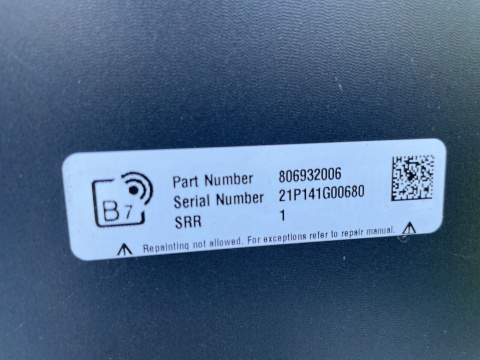 B7
Part Number 806932006
Serial Number 21P141G00680
SRR 1
Repainting not allowed. For exceptions refer to repair manual.